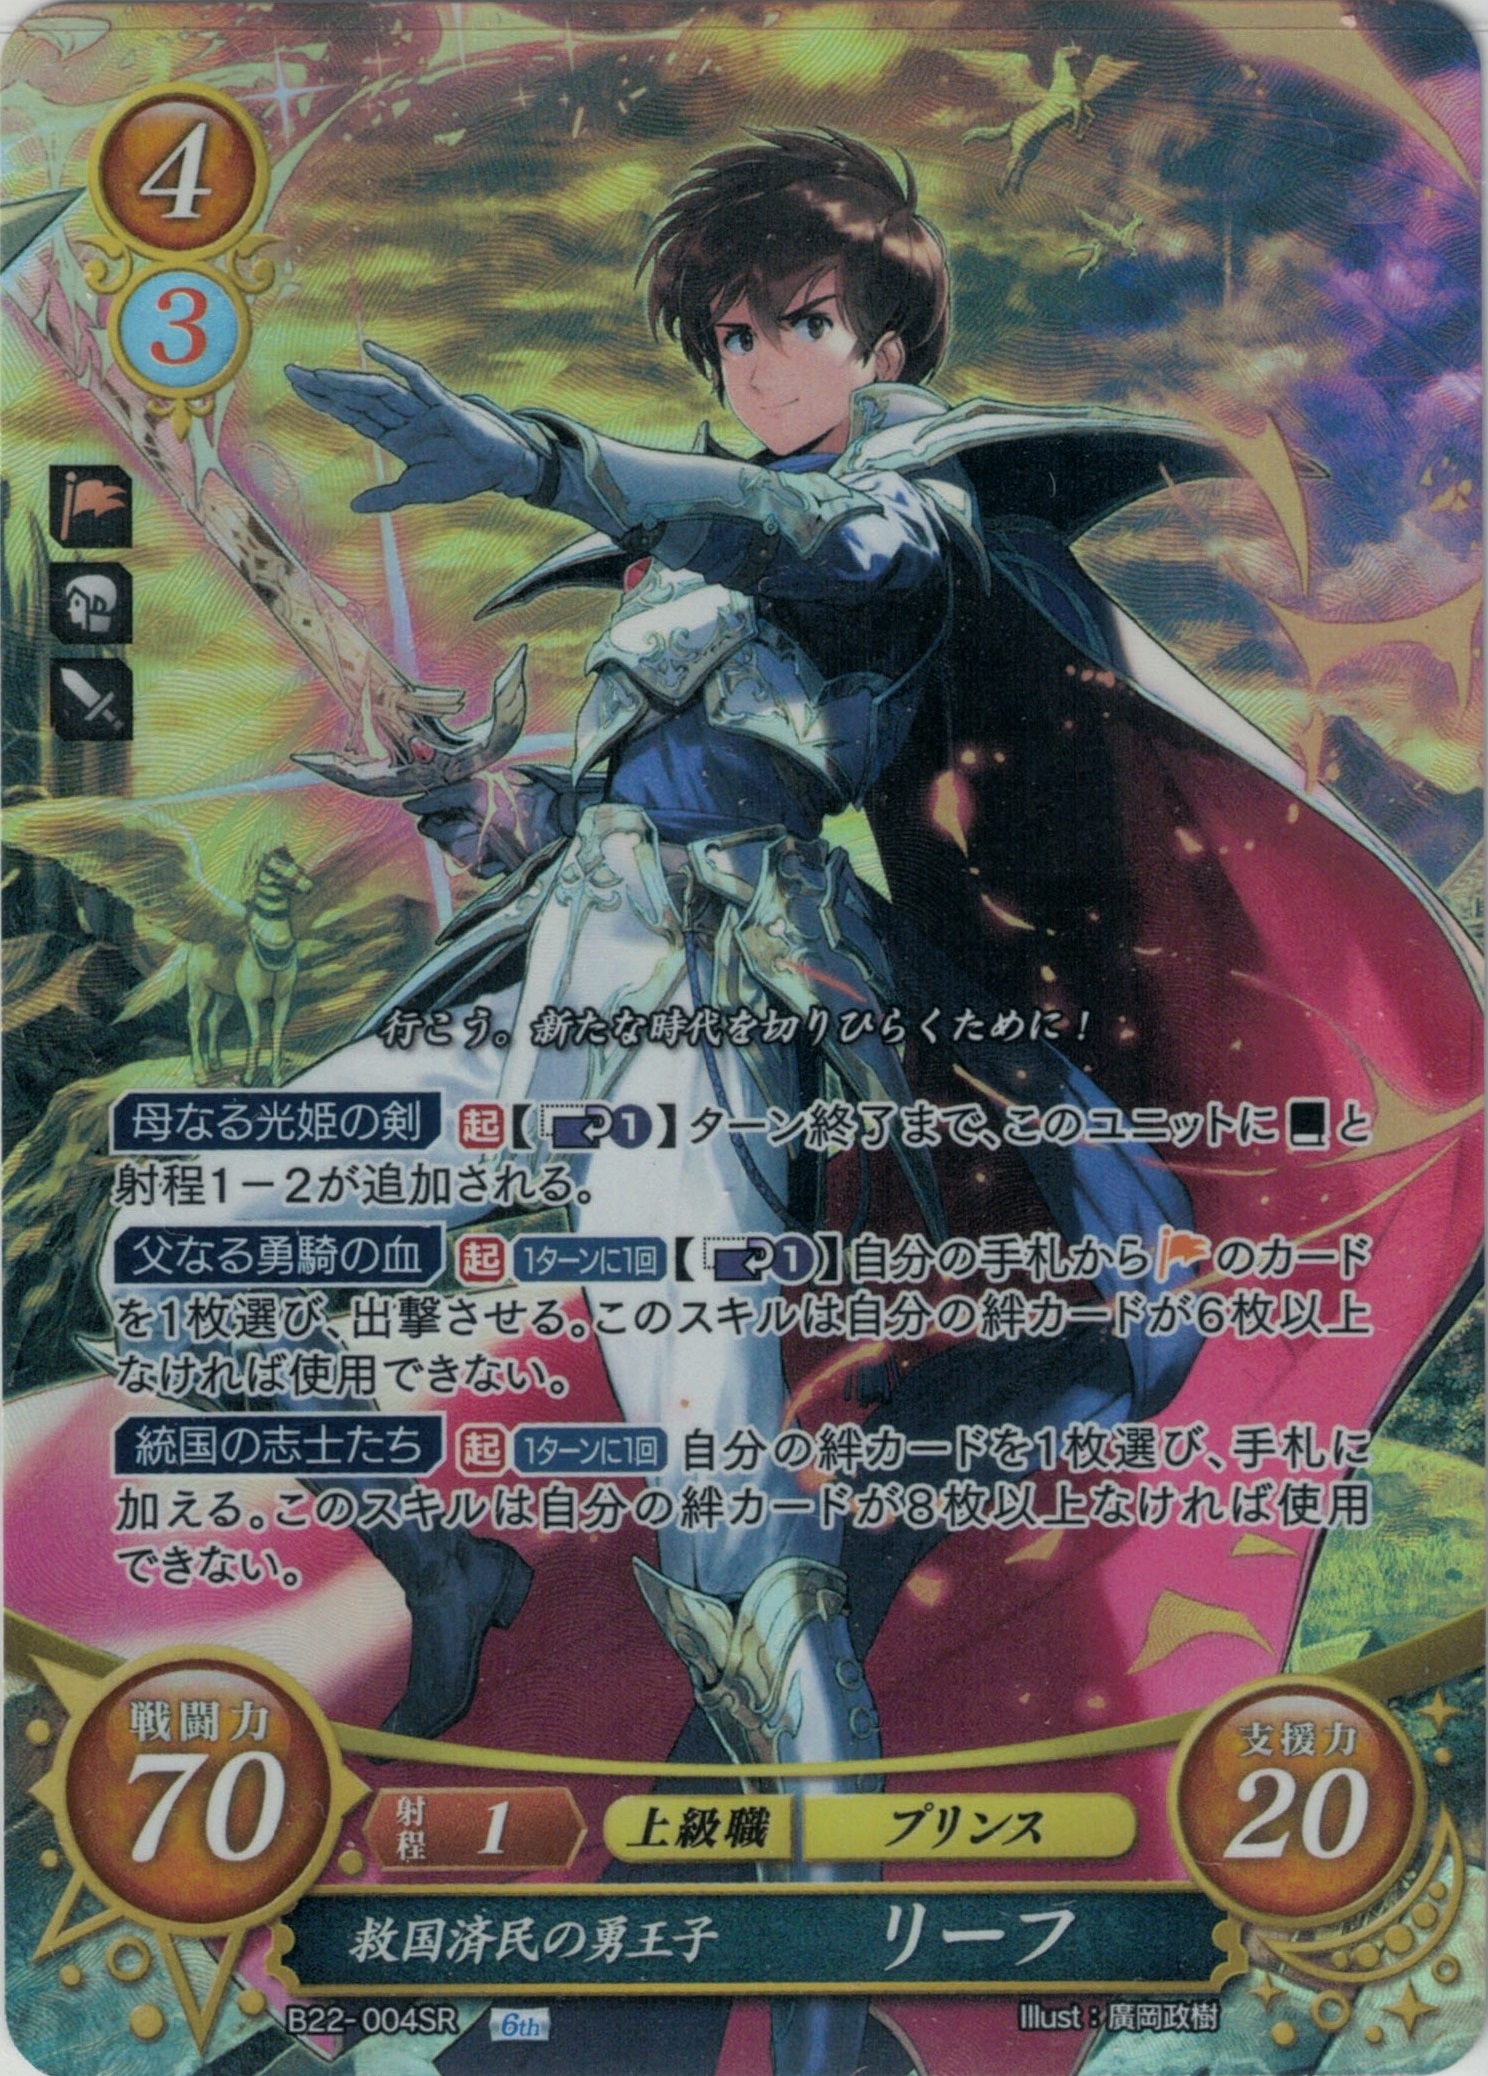 4
3
行こう。新たな時代を切りひらくために！
母なる光姫の剣 起【1】ターン終了まで、このユニットにと
射程1－2が追加される。
父なる勇騎の血 起 1ターンに1回【1】自分の手札からのカード
を1枚選び、出撃させる。このスキルは自分の絆カードが6枚以上
なければ使用できない。
統国の志士たち 起 1ターンに1回 自分の絆カードを1枚選び、手札に
加える。このスキルは自分の絆カードが8枚以上なければ使用
できない。
戦闘力
70
射程 1
上級職 プリンス
支援力
20
救国済民の勇王子 リーフ
B22-004SR 6th
Illust：廣岡政樹